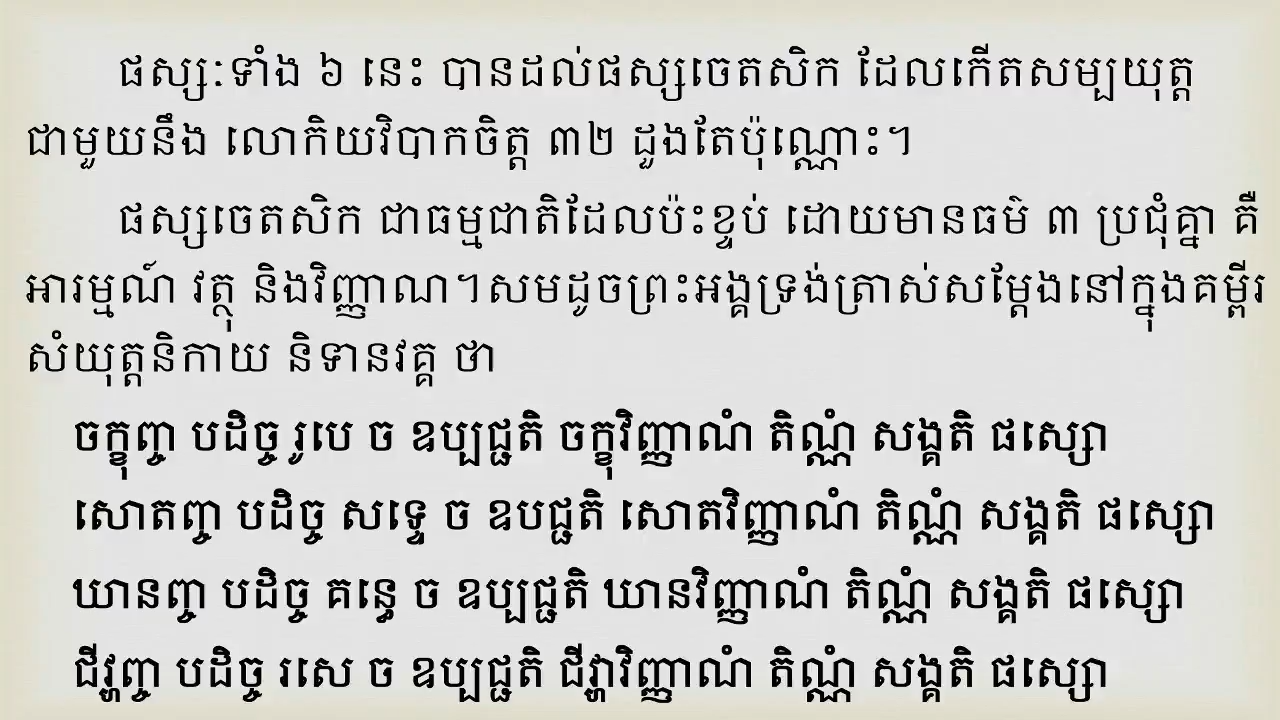 ផស្សៈទាំង ៦ នេះ បានដល់ផស្សចេតសិក ដែលកើតសម្បយុត្ត
ជាមួយនឹង លោកិយវិបាកចិត្ត ៣២ ដួងតែប៉ុណ្ណោះ។
ផស្សចេតសិក ជាធម្មជាតិដែលប៉ះខ្ទប់ ដោយមានធម៌ ៣ ប្រជុំគ្នា គឺ
អារម្មណ៍ វត្ថុ និងវិញ្ញាណ។សមដូចព្រះអង្គទ្រង់ត្រាស់សម្តែងនៅក្នុងគម្ពីរ
សំយុត្តនិកាយ និទានវគ្គ ថា
ចក្ខុញ្ច បដិច្ច រូបេ ច ឧប្បជ្ជតិ ចក្ខុវិញ្ញាណំ តិណ្ណំ សង្គតិ ផស្សោ
សោតញ្ច បដិច្ច សទ្ទេ ច ឧបជ្ជតិ សោតវិញ្ញាណំ តិណ្ណំ សង្គតិ ផស្សោ
ឃានញ្ច បដិច្ច គន្ធេ ច ឧប្បជ្ជតិ ឃានវិញ្ញាណំ តិណ្ណំ សង្គតិ ផស្សោ
ជីវ្ហញ្ច បដិច្ច រសេ ច ឧប្បជ្ជតិ ជីវ្ហាវិញ្ញាណំ តិណ្ណំ សង្គតិ ផស្សោ